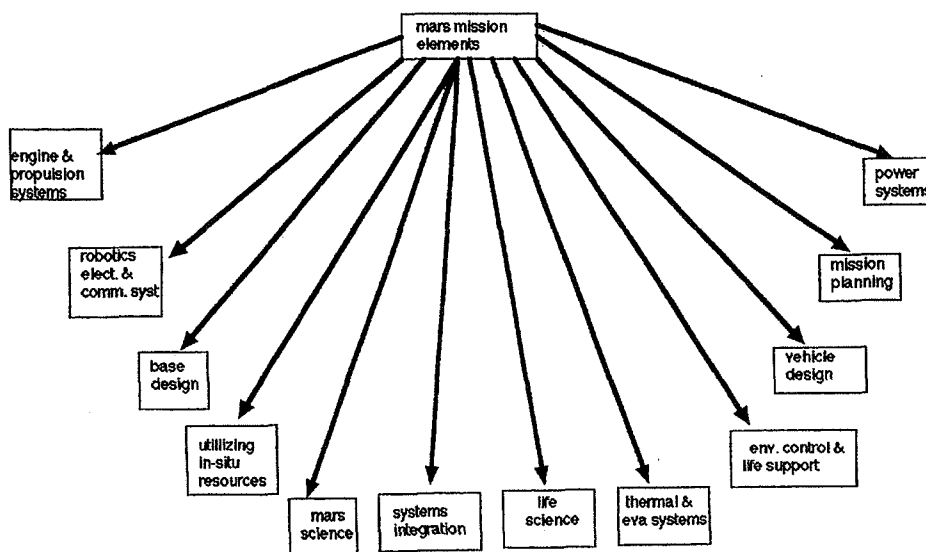 mars mission
elements
engine &
propulsion
systems
power
systems
robotics
elect. &
comm. syst
mission
planning
base
design
vehicle
design
utilizing
in-situ
resources
env. control &
life support
mars
science
systems
integration
life
science
thermal &
eva systems